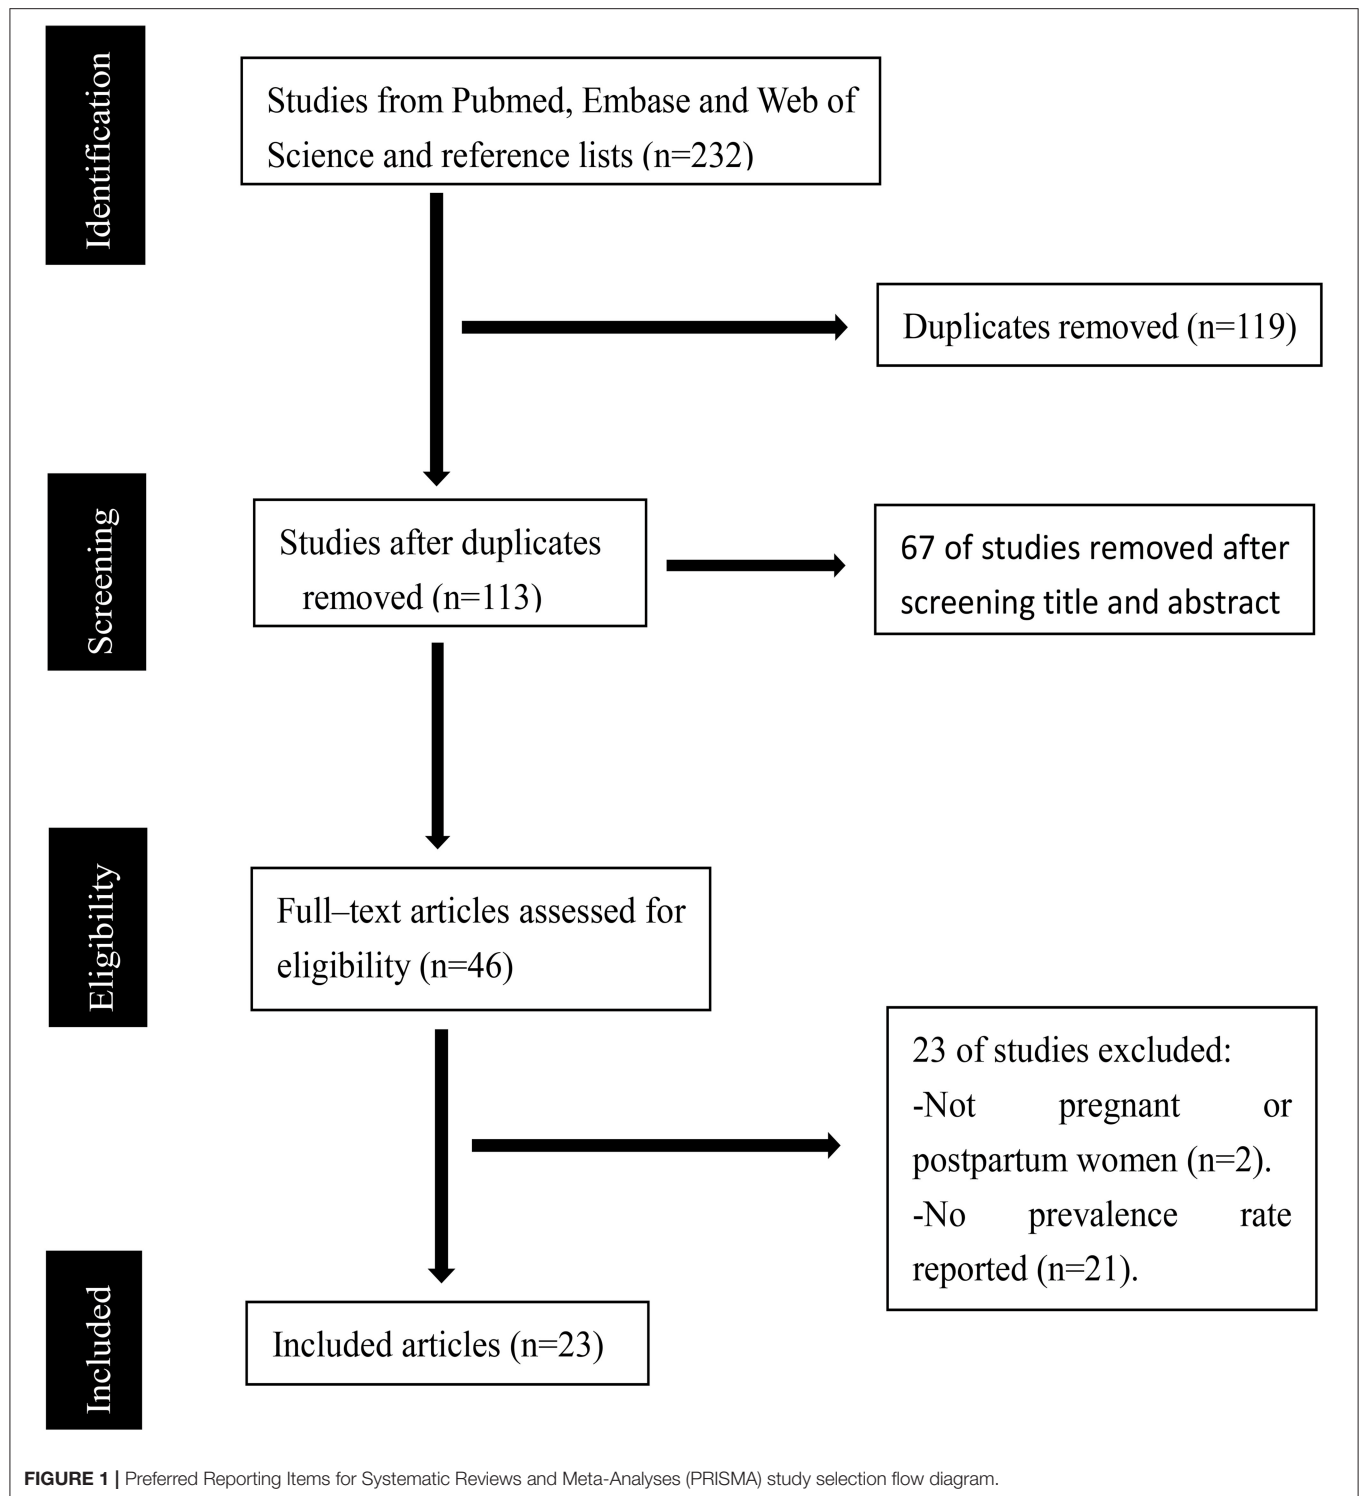 Identification
Studies from Pubmed, Embase and Web of
Science and reference lists (n=232)
Duplicates removed (n=119)
Screening
Studies after duplicates
removed (n=113)
67 of studies removed after
screening title and abstract
Eligibility
Full–text articles assessed for
eligibility (n=46)
23 of studies excluded:
-Not pregnant or
postpartum women (n=2).
-No prevalence rate
reported (n=21).
Included
Included articles (n=23)
FIGURE 1 | Preferred Reporting Items for Systematic Reviews and Meta-Analyses (PRISMA) study selection flow diagram.